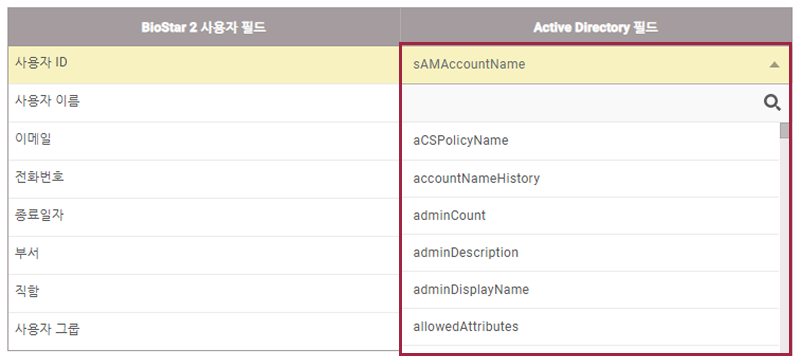 BioStar 2 사용자 필드 Active Directory 필드
사용자 ID sAMAccountName
사용자 이름
이메일 aCSPolicyName
전화번호 accountNameHistory
종료일자 adminCount
부서 adminDescription
직함 adminDisplayName
사용자 그룹 allowedAttributes